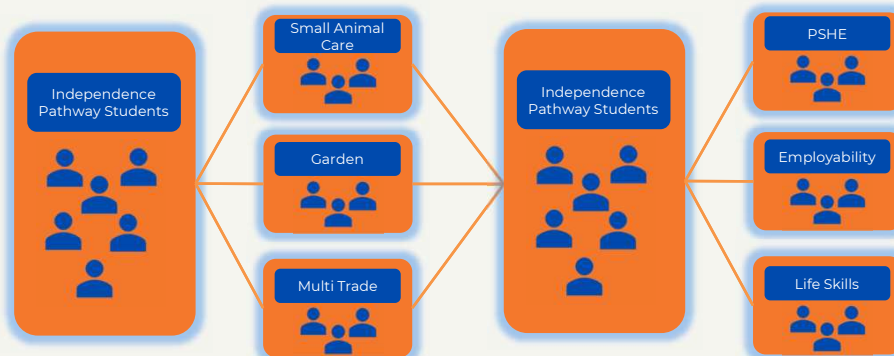 Independence
Pathway Students
Small Animal
Care
Garden
Multi Trade
Independence
Pathway Students
PSHE
Employability
Life Skills